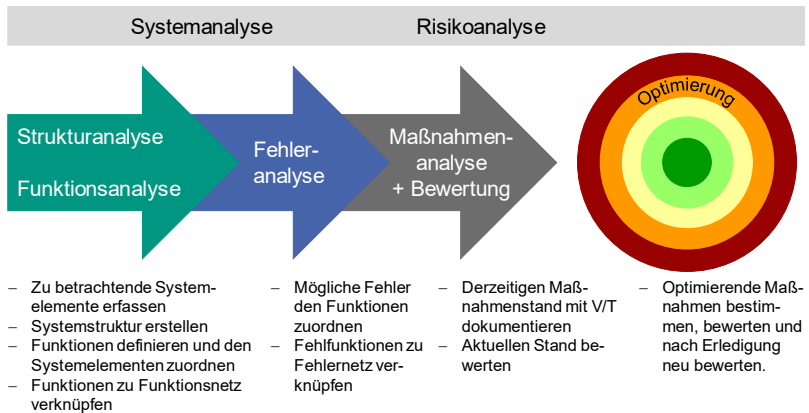 Systemanalyse
Risikoanalyse
Strukturanalyse
Funktionsanalyse
Fehler-
analyse
Maßnahmen-
analyse
+ Bewertung
Optimierung
– Zu betrachtende System-
elemente erfassen
– Systemstruktur erstellen
– Funktionen definieren und den
Systemelementen zuordnen
– Funktionen zu Funktionsnetz
verknüpfen
– Mögliche Fehler
den Funktionen
zuordnen
– Fehlfunktionen zu
Fehlernetz ver-
knüpfen
– Derzeitigen Maß-
nahmenstand mit V/T
dokumentieren
– Aktuellen Stand be-
werten
– Optimierende Maß-
nahmen bestim-
men, bewerten und
nach Erledigung
neu bewerten.